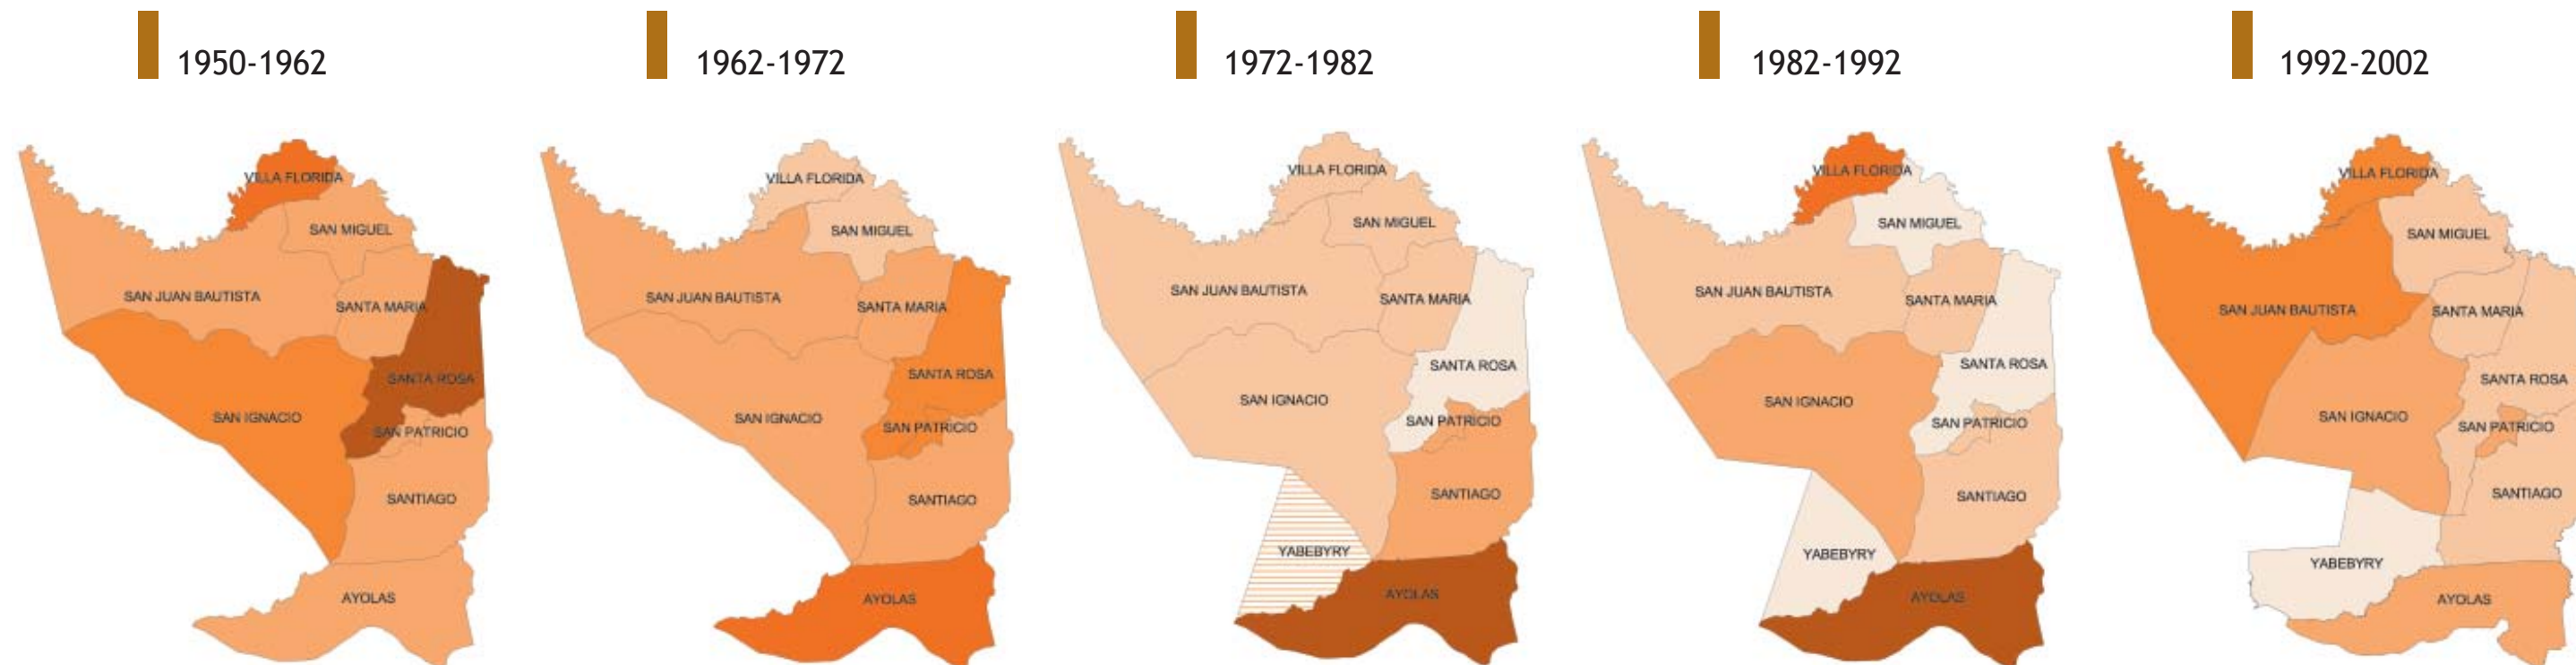 1950-1962
VILLA FLORIDA
SAN MIGUEL
SAN JUAN BAUTISTA
SANTA MARIA
SANTA ROSA
SAN IGNACIO
SAN PATRICIO
SANTIAGO
AYOLAS
1962-1972
VILLA FLORIDA
SAN MIGUEL
SAN JUAN BAUTISTA
SANTA MARIA
SANTA ROSA
SAN IGNACIO
SAN PATRICIO
SANTIAGO
AYOLAS
1972-1982
VILLA FLORIDA
SAN MIGUEL
SAN JUAN BAUTISTA
SANTA MARIA
SANTA ROSA
SAN IGNACIO
SAN PATRICIO
SANTIAGO
YABEBYRY
AYOLAS
1982-1992
VILLA FLORIDA
SAN MIGUEL
SAN JUAN BAUTISTA
SANTA MARIA
SANTA ROSA
SAN IGNACIO
SAN PATRICIO
SANTIAGO
YABEBYRY
AYOLAS
1992-2002
VILLA FLORIDA
SAN MIGUEL
SAN JUAN BAUTISTA
SANTA MARIA
SANTA ROSA
SAN IGNACIO
SAN PATRICIO
SANTIAGO
YABEBYRY
AYOLAS